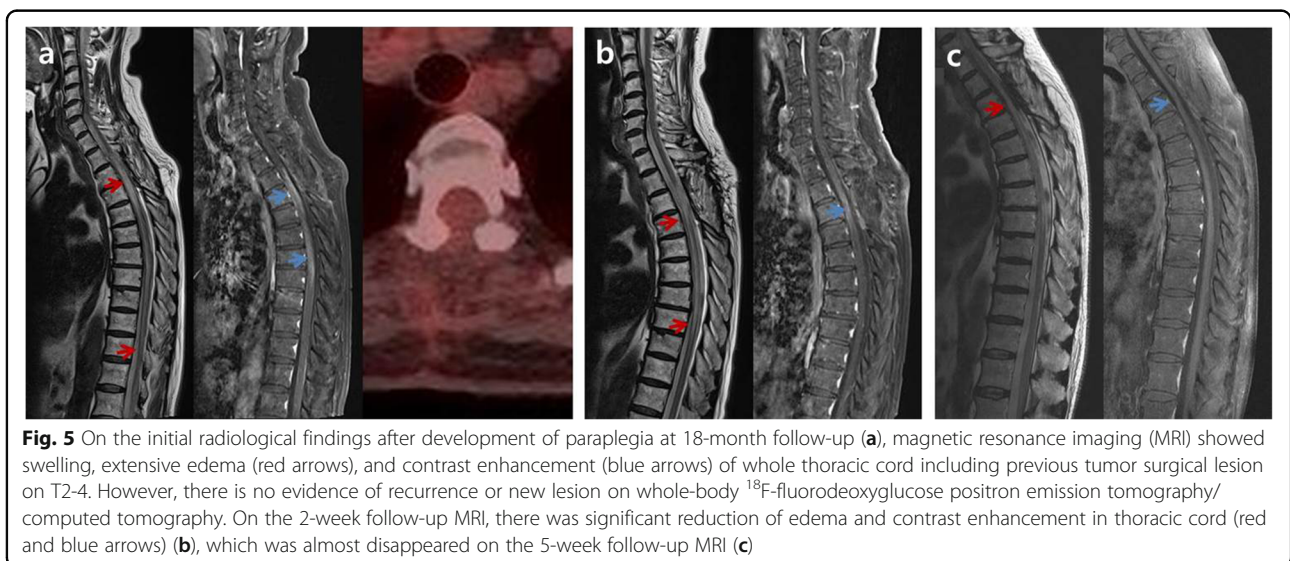 a
b
c
Fig. 5 On the initial radiological findings after development of paraplegia at 18-month follow-up (a), magnetic resonance imaging (MRI) showed
swelling, extensive edema (red arrows), and contrast enhancement (blue arrows) of whole thoracic cord including previous tumor surgical lesion
on T2-4. However, there is no evidence of recurrence or new lesion on whole-body ¹⁸F-fluorodeoxyglucose positron emission tomography/
computed tomography. On the 2-week follow-up MRI, there was significant reduction of edema and contrast enhancement in thoracic cord (red
and blue arrows) (b), which was almost disappeared on the 5-week follow-up MRI (c)